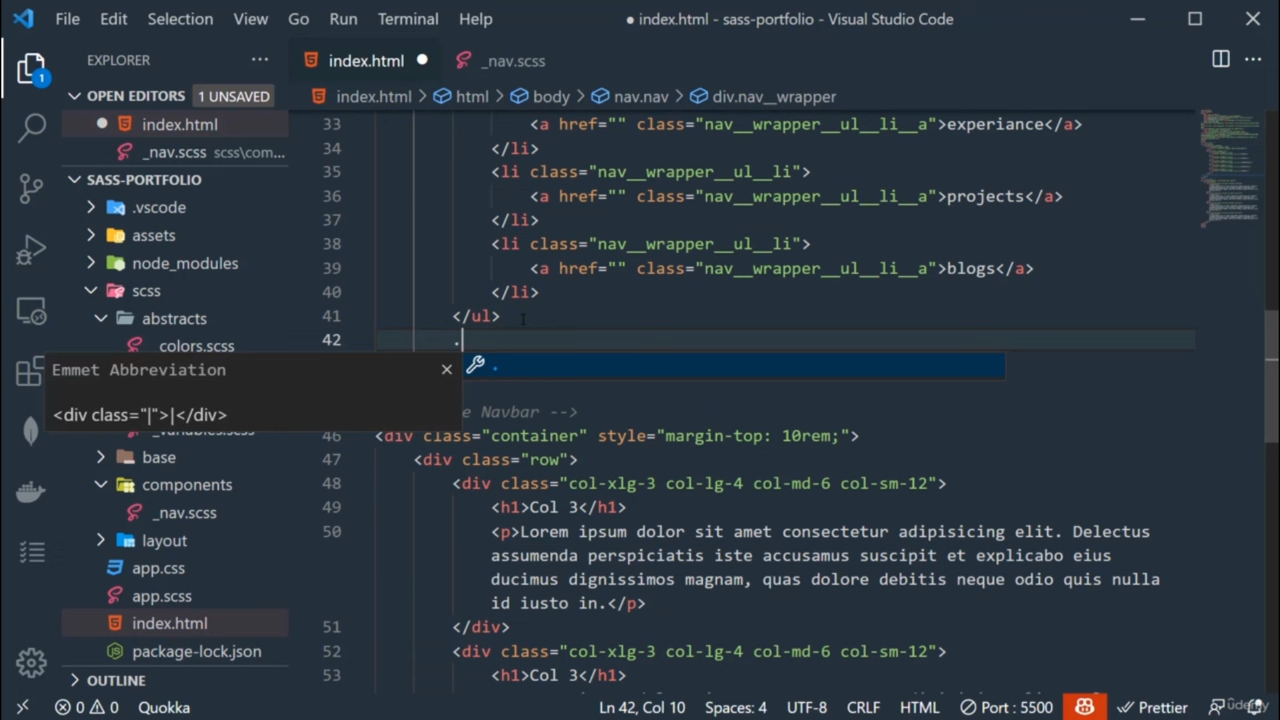 File Edit Selection View Go Run Terminal Help
● index.html - sass-portfolio - Visual Studio Code
EXPLORER
index.html
_nav.scss
OPEN EDITORS 1 UNSAVED
index.html > html > body > nav.nav > div.nav__wrapper
index.html
_nav.scss scss\com...
SASS-PORTFOLIO
.vscode
assets
node_modules
scss
abstracts
_colors.scss
_variables.scss
base
components
_nav.scss
layout
app.css
app.scss
index.html
package-lock.json
OUTLINE
1
33 <a href="" class="nav__wrapper__ul__li__a">experiance</a>
34 </li>
35 <li class="nav__wrapper__ul__li">
36 <a href="" class="nav__wrapper__ul__li__a">projects</a>
37 </li>
38 <li class="nav__wrapper__ul__li">
39 <a href="" class="nav__wrapper__ul__li__a">blogs</a>
40 </li>
41 </ul>
42 .
Emmet Abbreviation
<div class="|">|</div>
.
e Navbar -->
46 <div class="container" style="margin-top: 10rem;">
47 <div class="row">
48 <div class="col-xlg-3 col-lg-4 col-md-6 col-sm-12">
49 <h1>Col 3</h1>
50 <p>Lorem ipsum dolor sit amet consectetur adipisicing elit. Delectus
assumenda perspiciatis iste accusamus suscipit et explicabo eius
ducimus dignissimos magnam, quas dolore debitis neque odio quis nulla
id iusto in.</p>
51 </div>
52 <div class="col-xlg-3 col-lg-4 col-md-6 col-sm-12">
53 <h1>Col 3</h1>
0 0 Quokka Ln 42, Col 10 Spaces: 4 UTF-8 CRLF HTML Port : 5500 Prettier
udemy